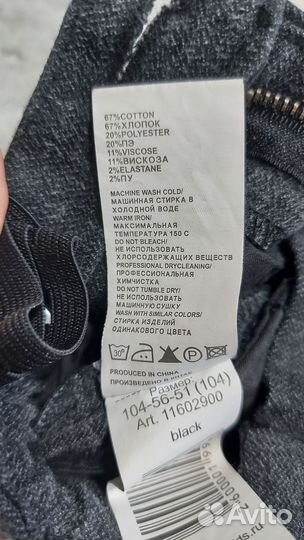 67%COTTON
67%ХЛОПОК
20%POLYESTER
20%ПЭ
11%VISCOSE
11%ВИСКОЗА
2%ELASTANE
2%ПУ
MACHINE WASH COLD/
МАШИННАЯ СТИРКА В
ХОЛОДНОЙ ВОДЕ
WARM IRON/
МАКСИМАЛЬНАЯ
ТЕМПЕРАТУРА 150 С
DO NOT BLEACH/
НЕ ИСПОЛЬЗОВАТЬ
ХЛОРСОДЕРЖАЩИХ ВЕЩЕСТВ
PROFESSIONAL DRYCLEANING/
ПРОФЕССИОНАЛЬНАЯ
ХИМЧИСТКА
DO NOT TUMBLE DRY/
НЕ ИСПОЛЬЗОВАТЬ
МАШИННУЮ СУШКУ
WASH WITH SIMILAR COLORS/
СТИРКА ИЗДЕЛИЙ
ОДИНАКОВОГО ЦВЕТА
30° P
PRODUCED IN CHINA
ПРОИЗВЕДЕНО В
Размер:
104-56-51 (104)
Art. 11602900
black
ds.ru
Avito